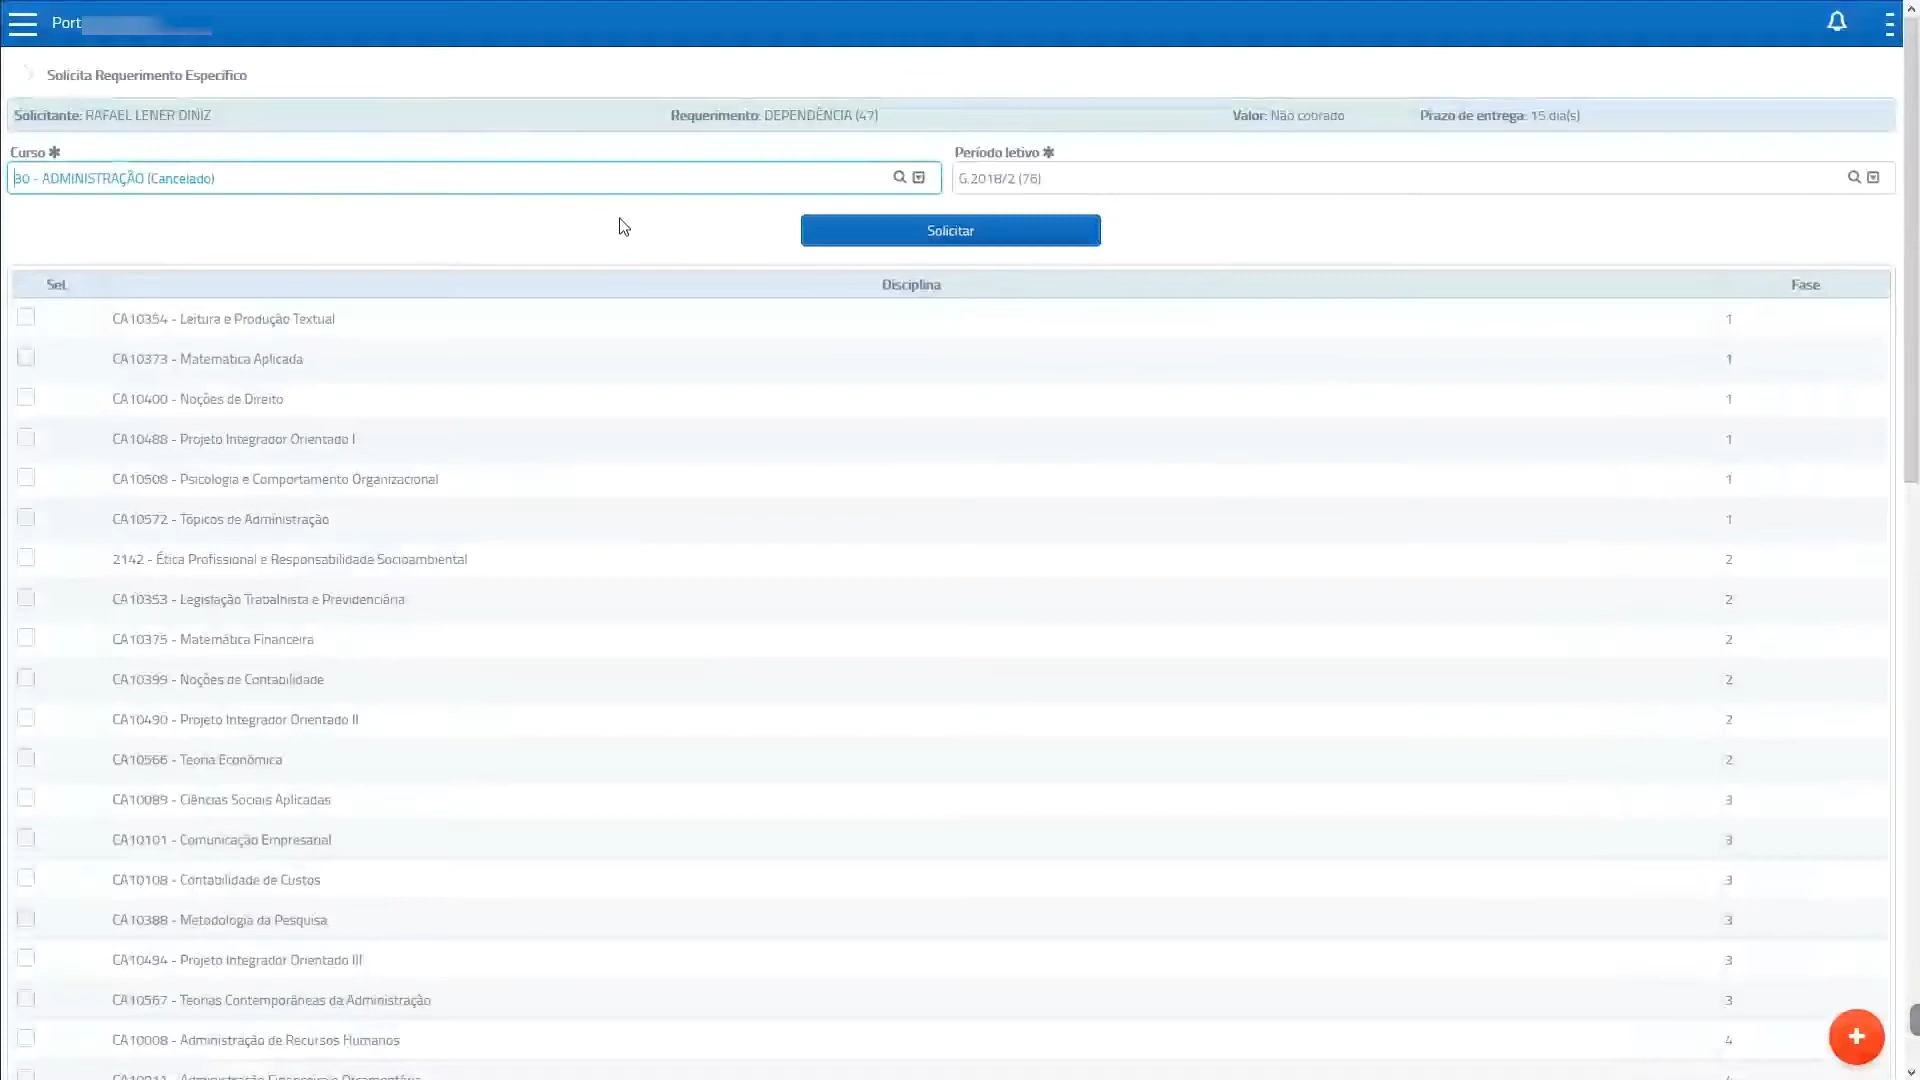 Port
Solicita Requerimento Específico
Solicitante: RAFAEL LENER DINIZ Requerimento: DEPENDÊNCIA (47) Valor: Não cobrado Prazo de entrega: 15 dia(s)
Curso ✱ Período letivo ✱
30 - ADMINISTRAÇÃO (Cancelado) G.2018/2 (76)
Solicitar
Sel. Disciplina Fase
CA10354 - Leitura e Produção Textual 1
CA10373 - Matemática Aplicada 1
CA10400 - Noções de Direito 1
CA10488 - Projeto Integrador Orientado I 1
CA10508 - Psicologia e Comportamento Organizacional 1
CA10572 - Tópicos de Administração 1
2142 - Ética Profissional e Responsabilidade Socioambiental 2
CA10353 - Legislação Trabalhista e Previdenciária 2
CA10375 - Matemática Financeira 2
CA10399 - Noções de Contabilidade 2
CA10490 - Projeto Integrador Orientado II 2
CA10566 - Teoria Econômica 2
CA10089 - Ciências Sociais Aplicadas 3
CA10101 - Comunicação Empresarial 3
CA10108 - Contabilidade de Custos 3
CA10388 - Metodologia da Pesquisa 3
CA10494 - Projeto Integrador Orientado III 3
CA10567 - Teorias Contemporâneas da Administração 3
CA10008 - Administração de Recursos Humanos 4
CA10011 - Administração Financeira e Orçamentária 4